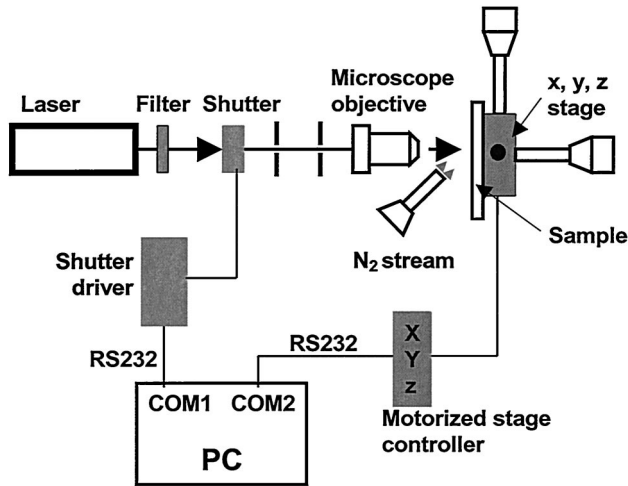 Laser
Filter
Shutter
Microscope
objective
x, y, z
stage
Sample
N₂ stream
Shutter
driver
RS232
RS232
X
Y
z
COM1
COM2
Motorized stage
controller
PC